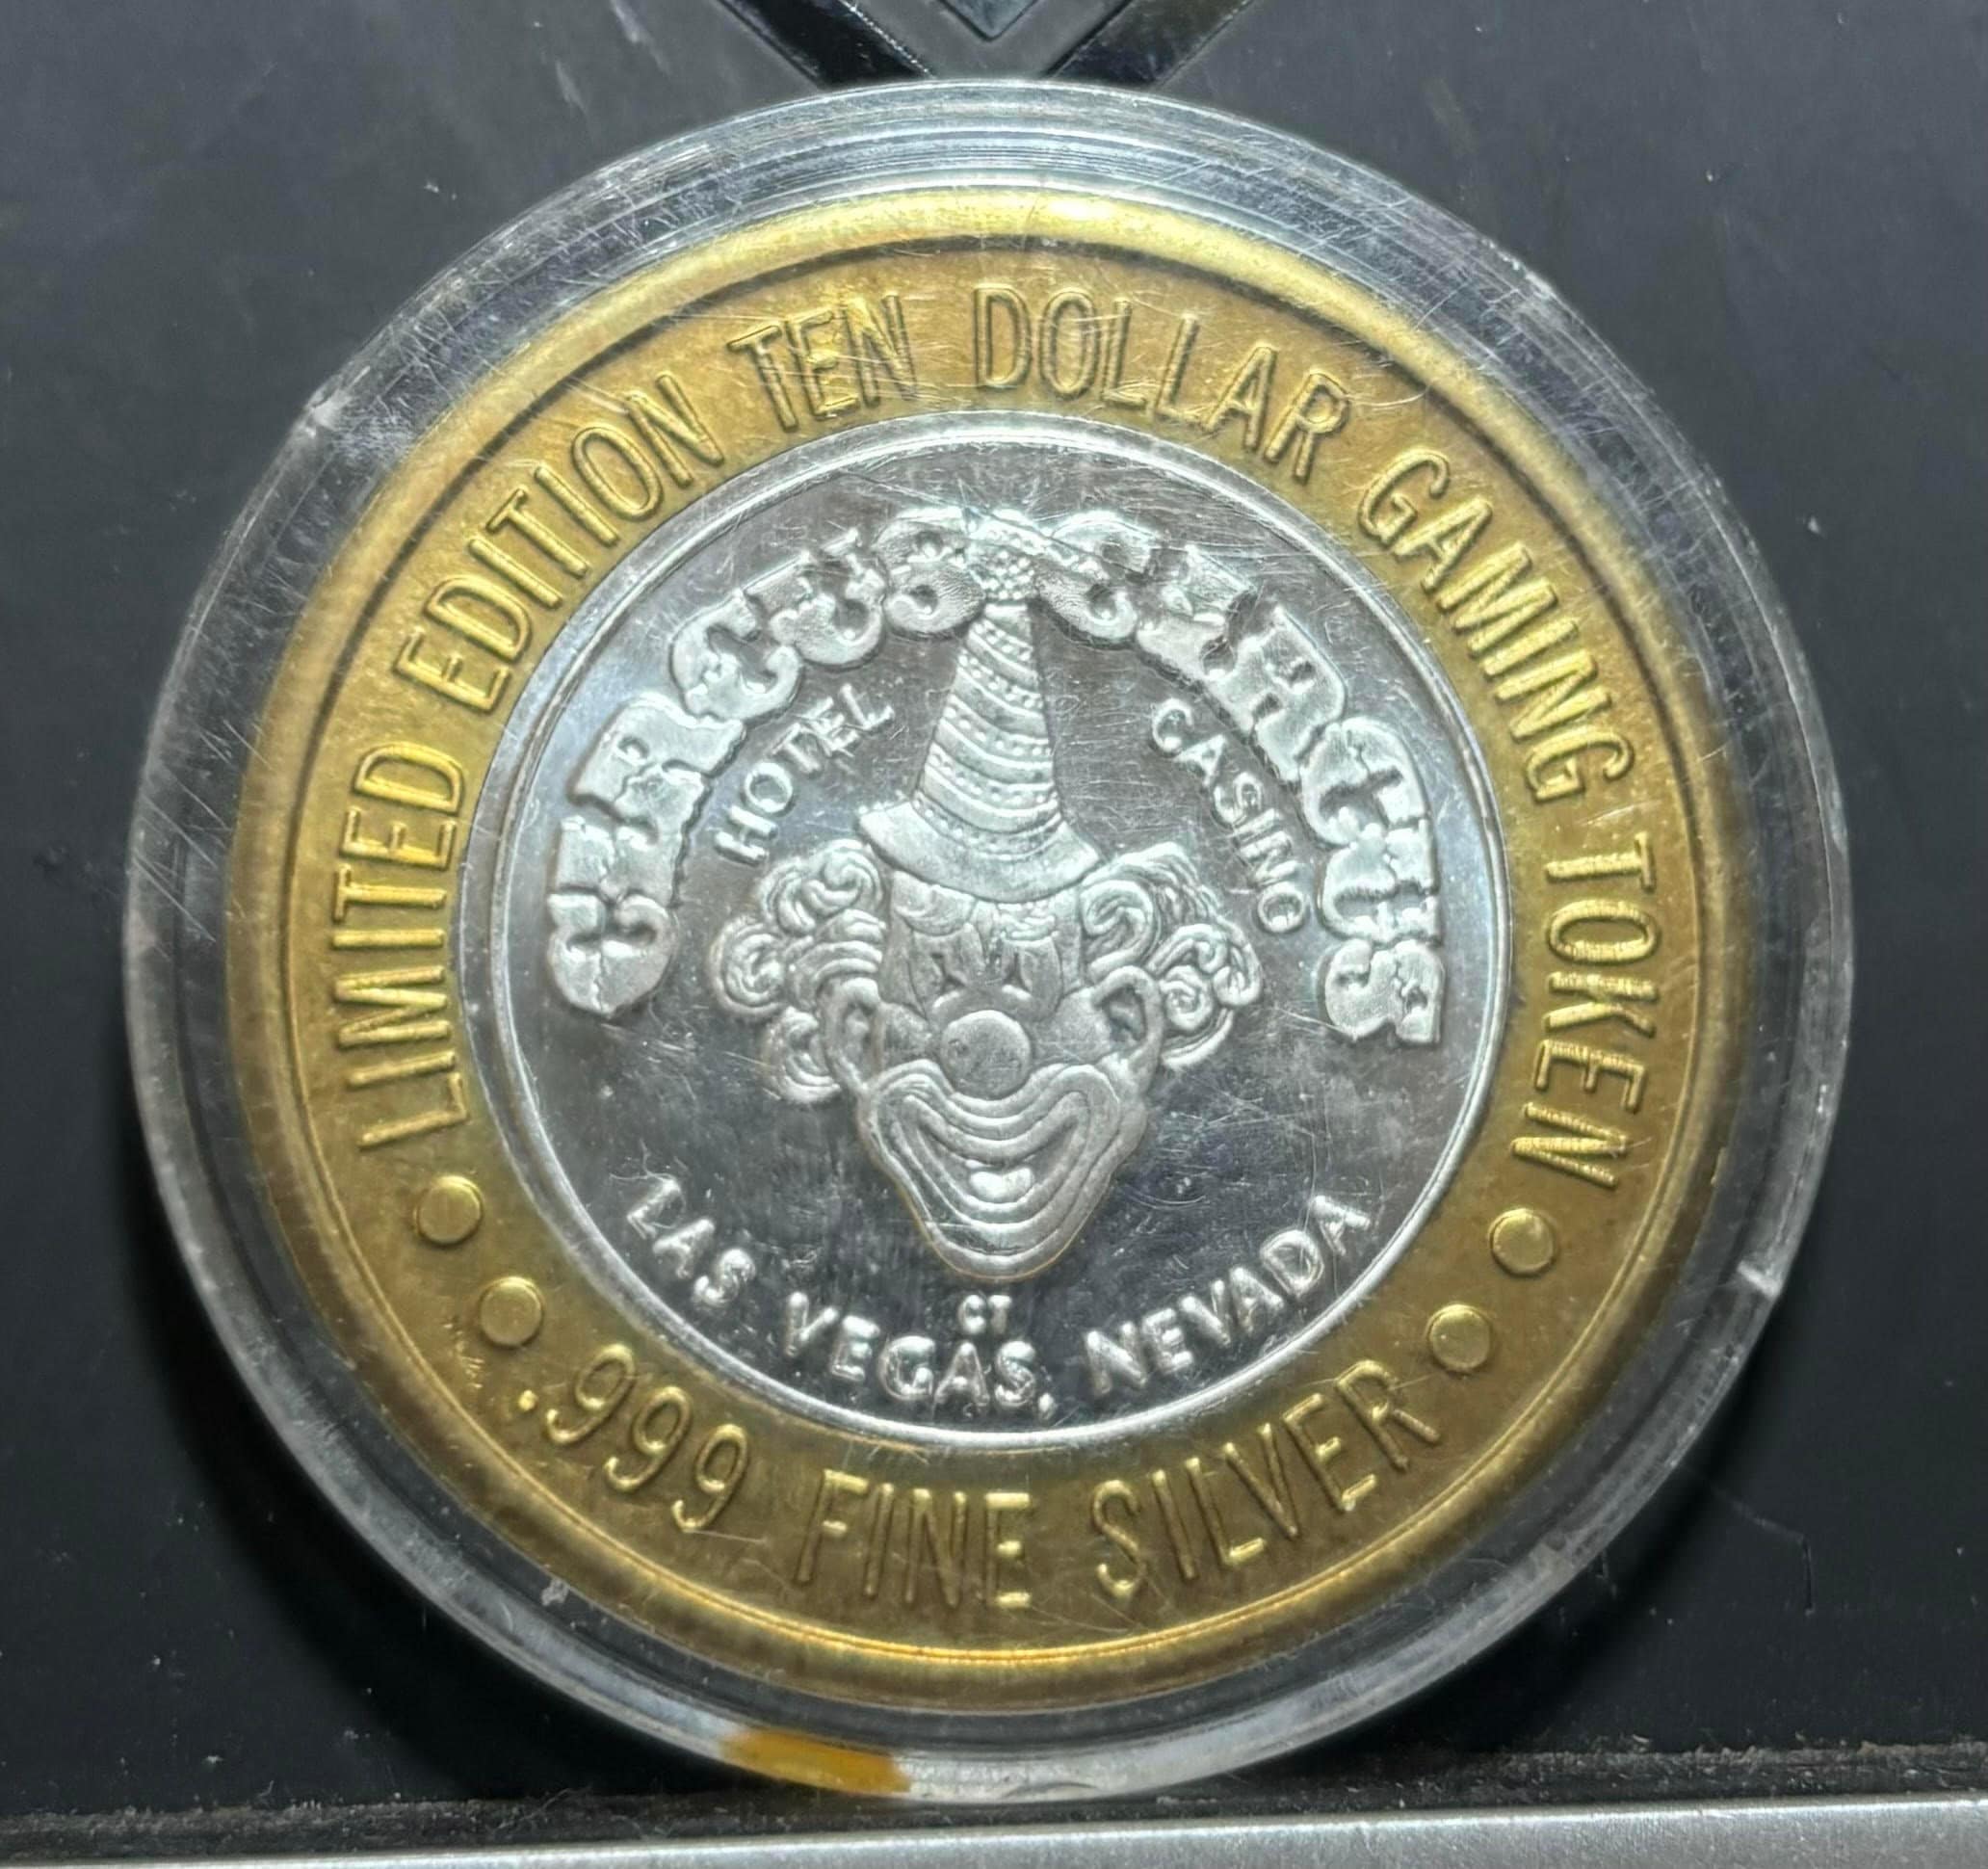 LIMITED EDITION TEN DOLLAR GAMING TOKEN
CIRCUS CIRCUS
HOTEL CASINO
CT
LAS VEGAS, NEVADA
.999 FINE SILVER